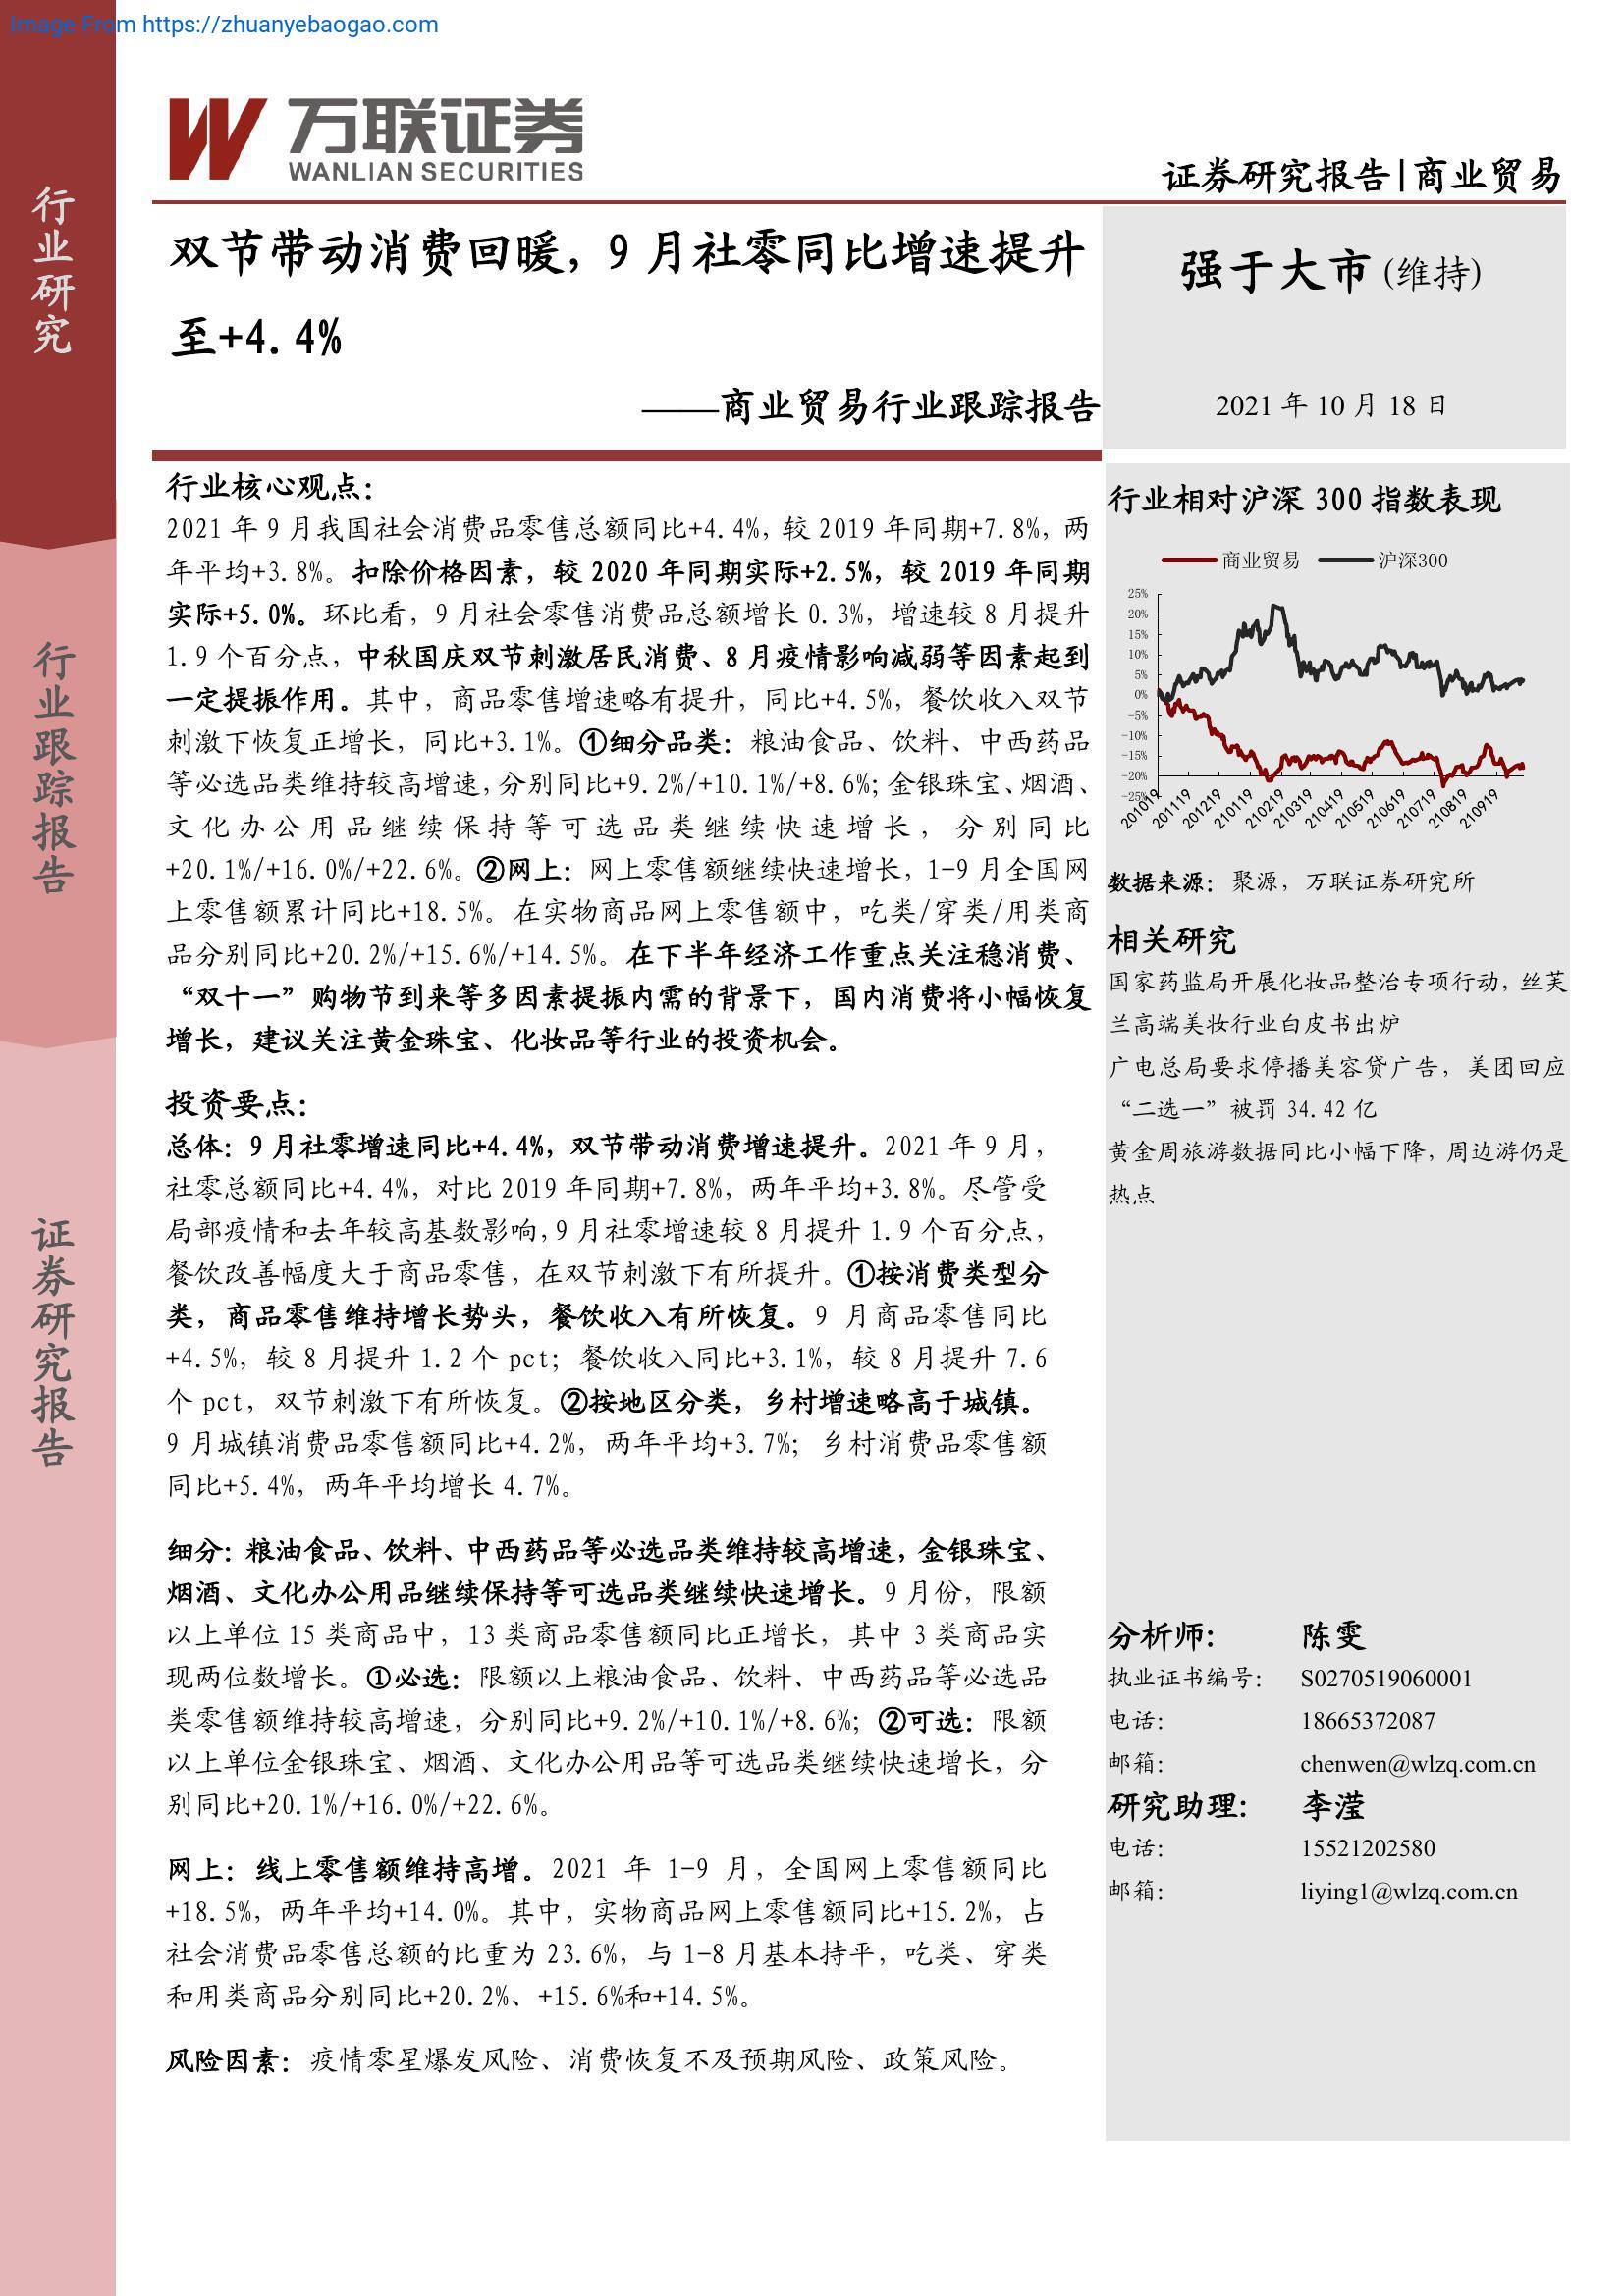 Image From https://zhuanyebaogao.com
万联证券
WANLIAN SECURITIES
证券研究报告|商业贸易
行业研究
行业跟踪报告
证券研究报告
双节带动消费回暖，9 月社零同比增速提升
至+4.4%
——商业贸易行业跟踪报告
强于大市(维持)
2021 年 10 月 18 日
行业核心观点：
2021 年 9 月我国社会消费品零售总额同比+4.4%，较 2019 年同期+7.8%，两
年平均+3.8%。扣除价格因素，较 2020 年同期实际+2.5%，较 2019 年同期
实际+5.0%。环比看，9 月社会零售消费品总额增长 0.3%，增速较 8 月提升
1.9 个百分点，中秋国庆双节刺激居民消费、8 月疫情影响减弱等因素起到
一定提振作用。其中，商品零售增速略有提升，同比+4.5%，餐饮收入双节
刺激下恢复正增长，同比+3.1%。①细分品类：粮油食品、饮料、中西药品
等必选品类维持较高增速，分别同比+9.2%/+10.1%/+8.6%；金银珠宝、烟酒、
文化办公用品继续保持等可选品类继续快速增长，分别同比
+20.1%/+16.0%/+22.6%。②网上：网上零售额继续快速增长，1-9 月全国网
上零售额累计同比+18.5%。在实物商品网上零售额中，吃类/穿类/用类商
品分别同比+20.2%/+15.6%/+14.5%。在下半年经济工作重点关注稳消费、
“双十一”购物节到来等多因素提振内需的背景下，国内消费将小幅恢复
增长，建议关注黄金珠宝、化妆品等行业的投资机会。
投资要点：
总体：9 月社零增速同比+4.4%，双节带动消费增速提升。2021 年 9 月，
社零总额同比+4.4%，对比 2019 年同期+7.8%，两年平均+3.8%。尽管受
局部疫情和去年较高基数影响，9 月社零增速较 8 月提升 1.9 个百分点，
餐饮改善幅度大于商品零售，在双节刺激下有所提升。①按消费类型分
类，商品零售维持增长势头，餐饮收入有所恢复。9 月商品零售同比
+4.5%，较 8 月提升 1.2 个 pct；餐饮收入同比+3.1%，较 8 月提升 7.6
个 pct，双节刺激下有所恢复。②按地区分类，乡村增速略高于城镇。
9 月城镇消费品零售额同比+4.2%，两年平均+3.7%；乡村消费品零售额
同比+5.4%，两年平均增长 4.7%。
细分：粮油食品、饮料、中西药品等必选品类维持较高增速，金银珠宝、
烟酒、文化办公用品继续保持等可选品类继续快速增长。9 月份，限额
以上单位 15 类商品中，13 类商品零售额同比正增长，其中 3 类商品实
现两位数增长。①必选：限额以上粮油食品、饮料、中西药品等必选品
类零售额维持较高增速，分别同比+9.2%/+10.1%/+8.6%；②可选：限额
以上单位金银珠宝、烟酒、文化办公用品等可选品类继续快速增长，分
别同比+20.1%/+16.0%/+22.6%。
网上：线上零售额维持高增。2021 年 1-9 月，全国网上零售额同比
+18.5%，两年平均+14.0%。其中，实物商品网上零售额同比+15.2%，占
社会消费品零售总额的比重为 23.6%，与 1-8 月基本持平，吃类、穿类
和用类商品分别同比+20.2%、+15.6%和+14.5%。
风险因素：疫情零星爆发风险、消费恢复不及预期风险、政策风险。
行业相对沪深 300 指数表现
商业贸易 沪深300
25%
20%
15%
10%
5%
0%
-5%
-10%
-15%
-20%
-25%
201019 201119 201219 210119 210219 210319 210419 210519 210619 210719 210819 210919
数据来源：聚源，万联证券研究所
相关研究
国家药监局开展化妆品整治专项行动，丝芙
兰高端美妆行业白皮书出炉
广电总局要求停播美容贷广告，美团回应
“二选一”被罚 34.42 亿
黄金周旅游数据同比小幅下降，周边游仍是
热点
分析师： 陈雯
执业证书编号： S0270519060001
电话： 18665372087
邮箱： chenwen@wlzq.com.cn
研究助理： 李滢
电话： 15521202580
邮箱： liying1@wlzq.com.cn